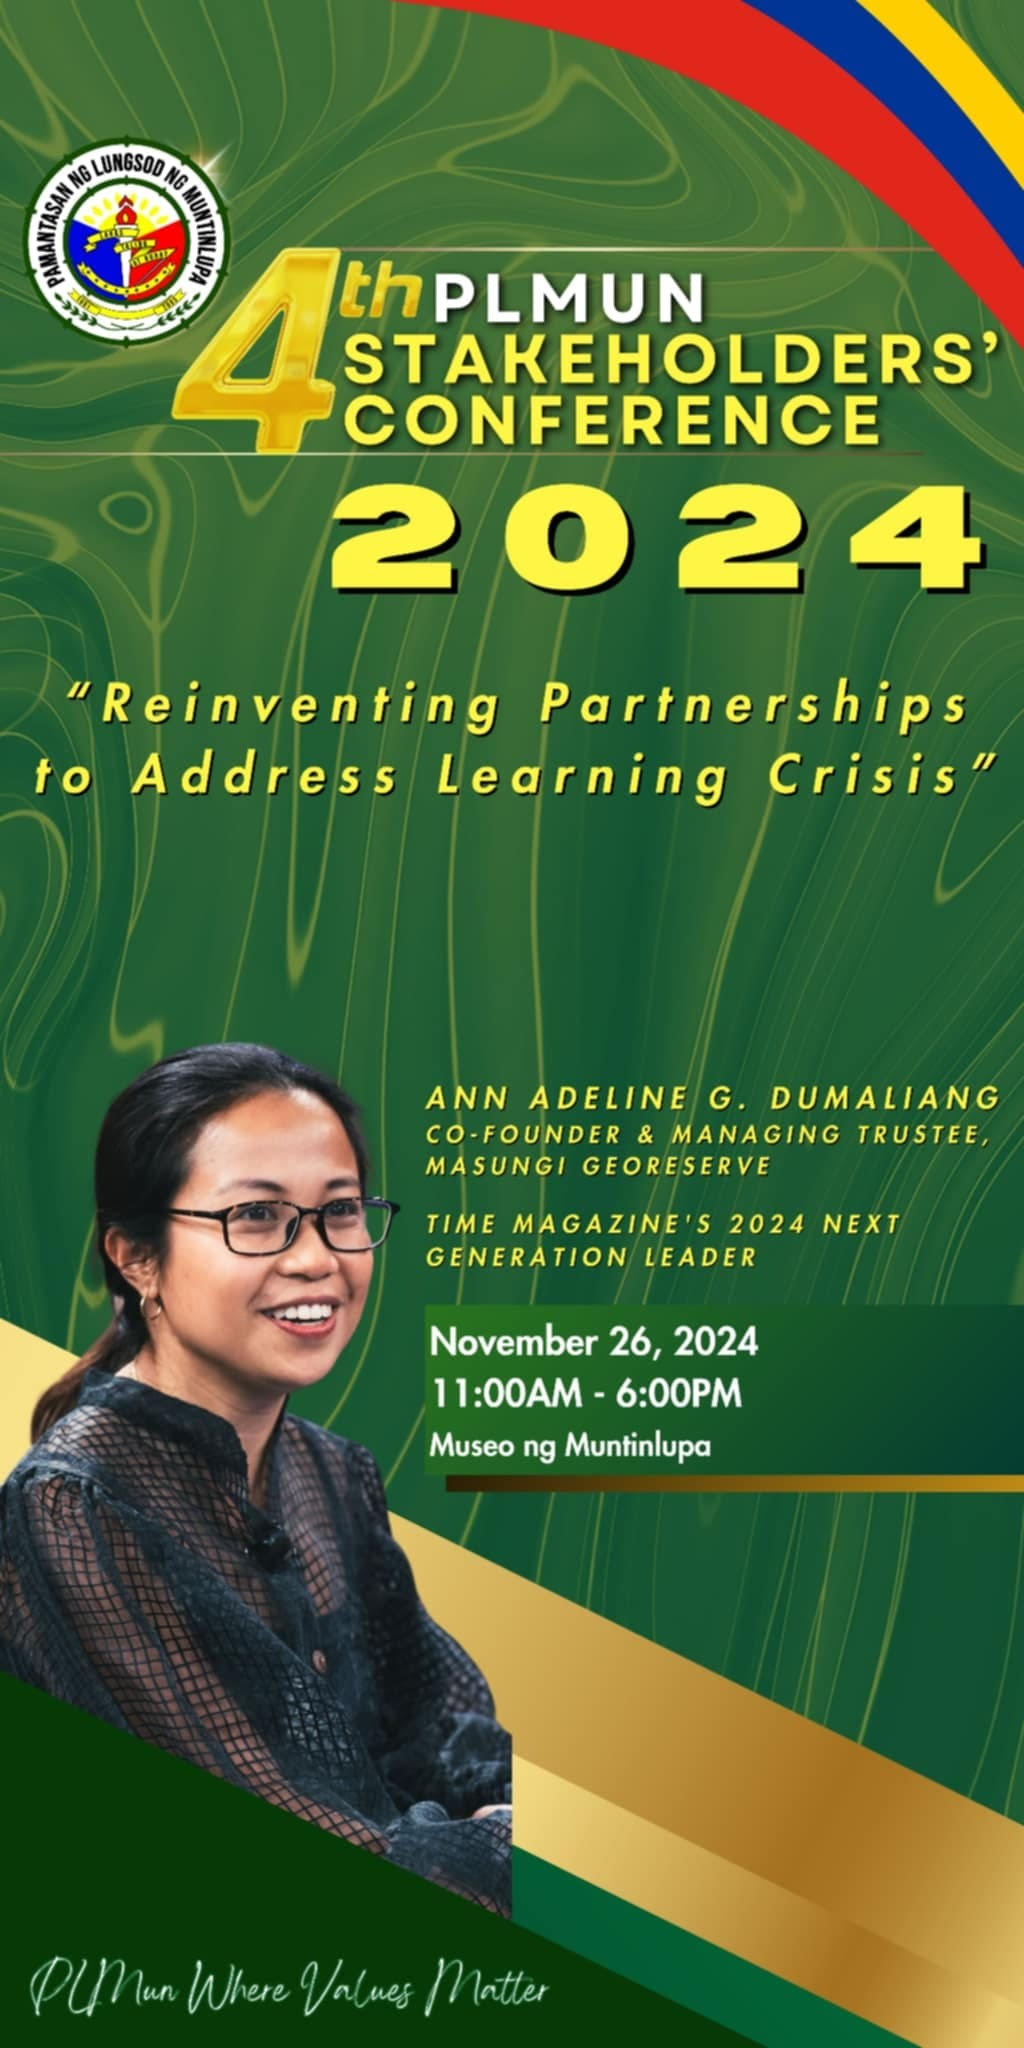 PAMANTASAN NG LUNGSOD NG MUNTINLUPA
4th PLMUN
STAKEHOLDERS'
CONFERENCE
2024
“Reinventing Partnerships
to Address Learning Crisis”
ANN ADELINE G. DUMALIANG
CO-FOUNDER & MANAGING TRUSTEE,
MASUNGI GEORESERVE
TIME MAGAZINE'S 2024 NEXT
GENERATION LEADER
November 26, 2024
11:00AM - 6:00PM
Museo ng Muntinlupa
PLMun Where Values Matter